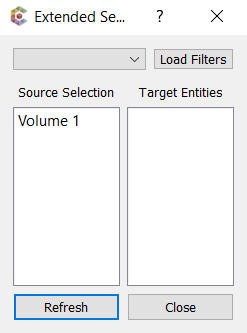 Extended Se... ?
Load Filters
Source Selection Target Entities
Volume 1
Refresh Close